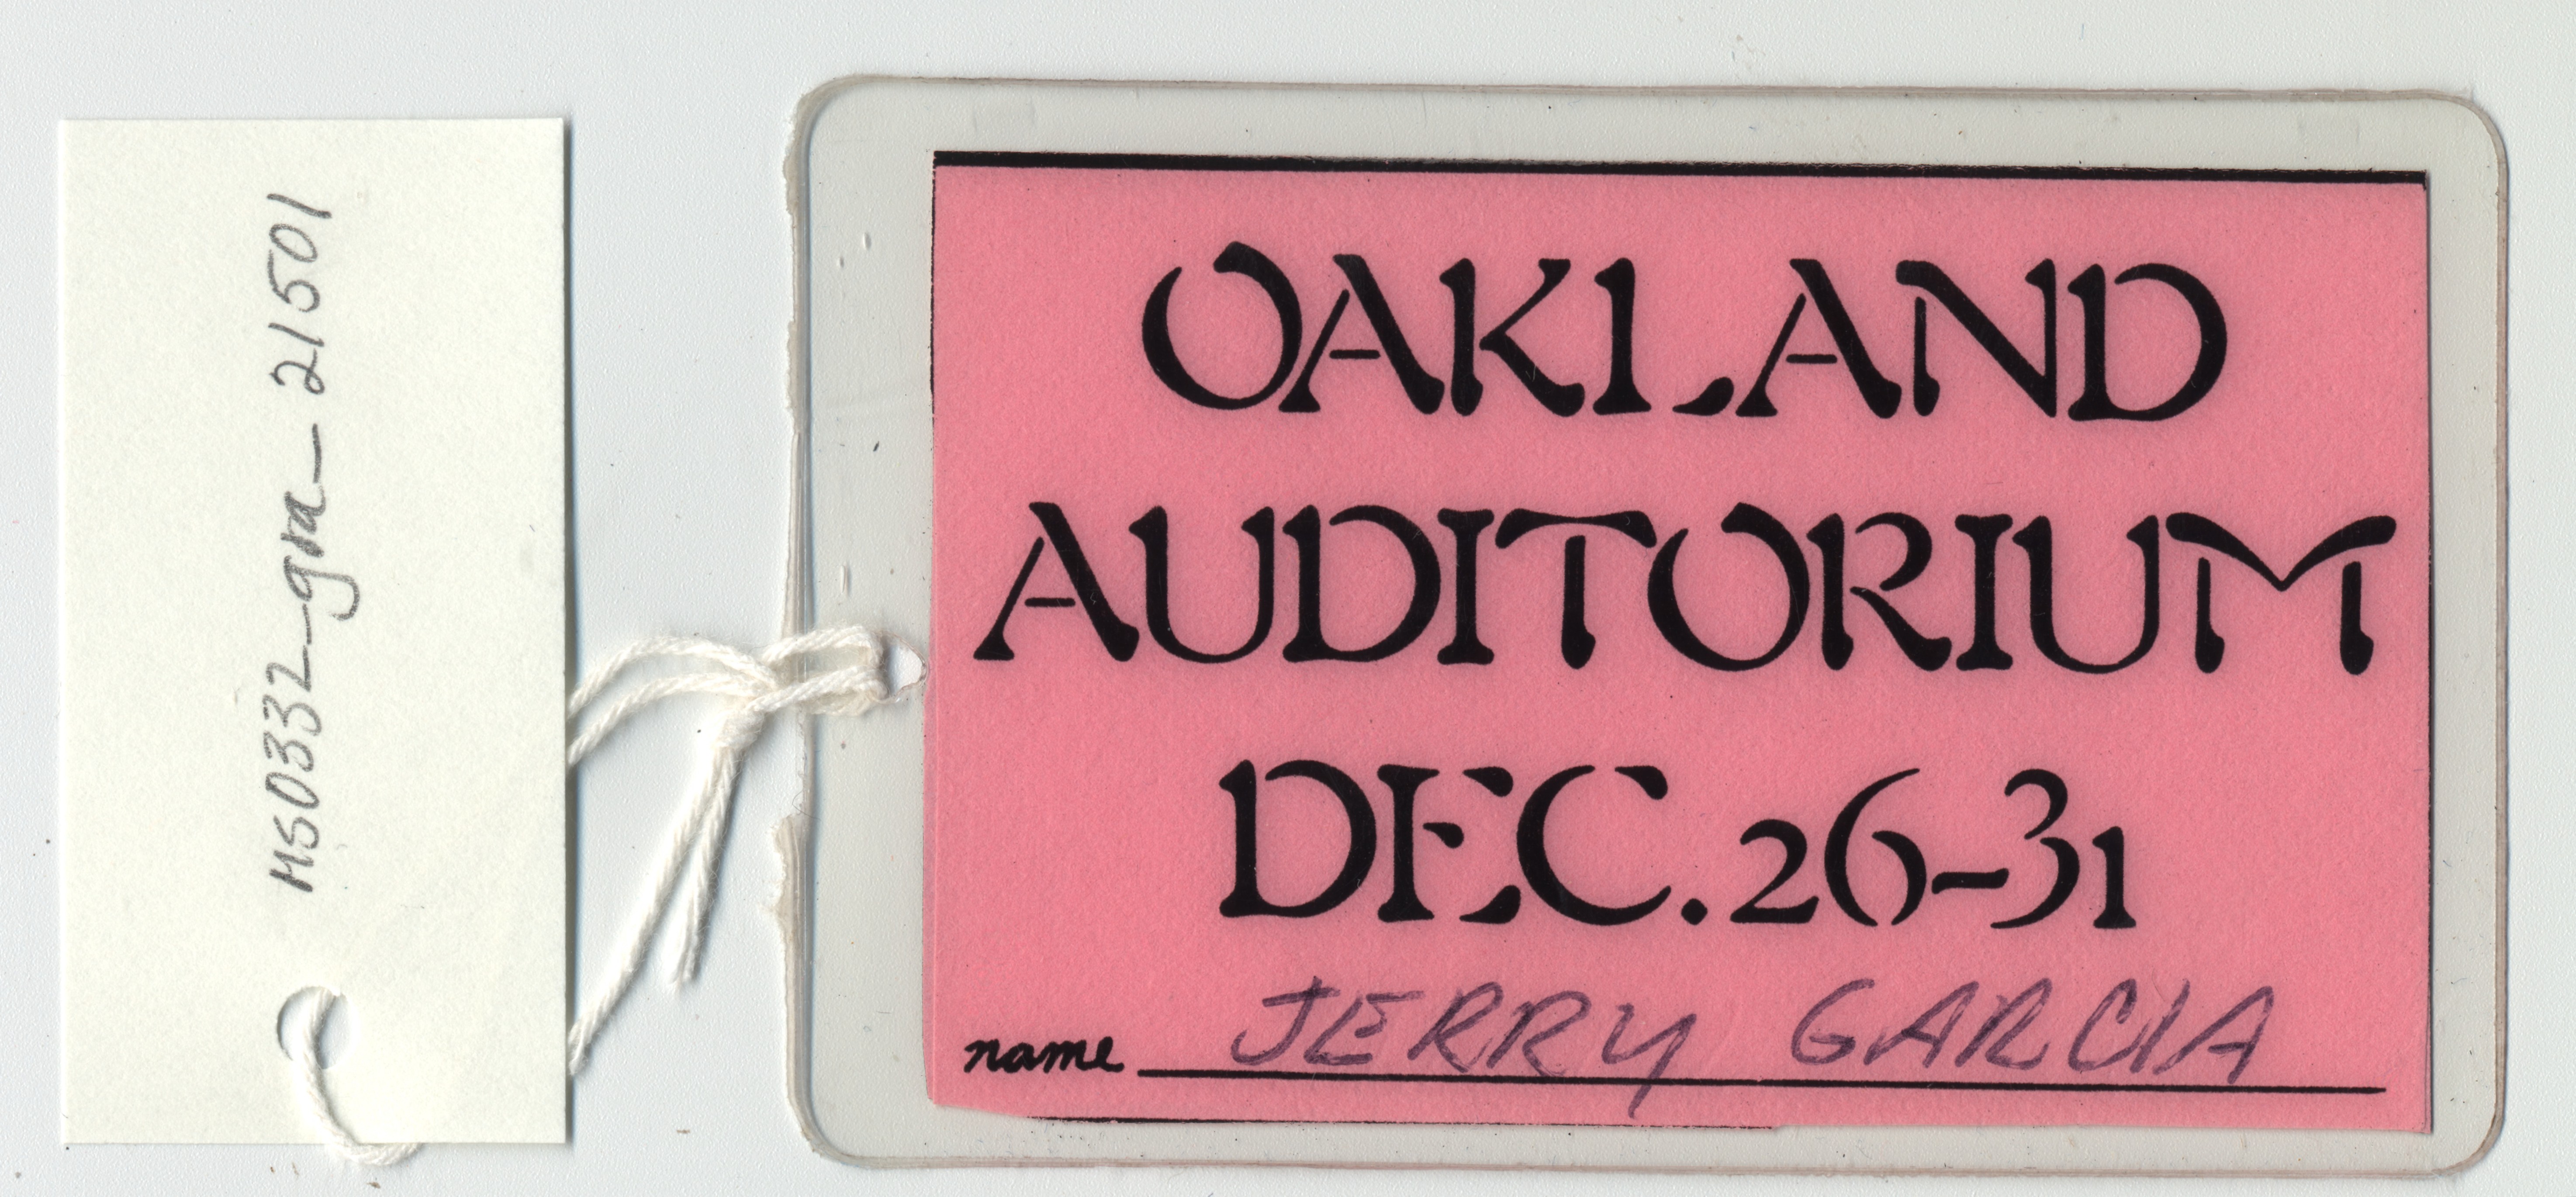 MS0332_gra_21501
OAKLAND
AUDITORIUM
DEC. 26-31
name JERRY GARCIA